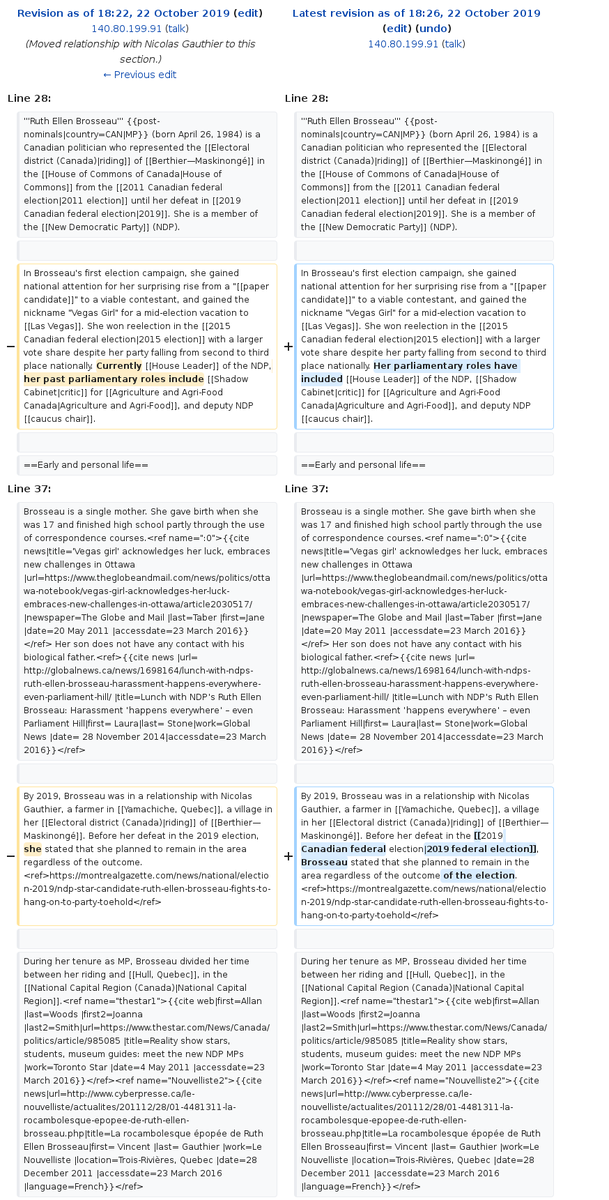 Revision as of 18:22, 22 October 2019 (edit)
140.80.199.91 (talk)
(Moved relationship with Nicolas Gauthier to this
section.)
← Previous edit
Latest revision as of 18:26, 22 October 2019
(edit) (undo)
140.80.199.91 (talk)
Line 28:
Line 28:
'''Ruth Ellen Brosseau''' {{post-
nominals|country=CAN|MP}} (born April 26, 1984) is a
Canadian politician who represented the [[Electoral
district (Canada)|riding]] of [[Berthier—Maskinongé]] in
the [[House of Commons of Canada|House of
Commons]] from the [[2011 Canadian federal
election|2011 election]] until her defeat in [[2019
Canadian federal election|2019]]. She is a member of
the [[New Democratic Party]] (NDP).
'''Ruth Ellen Brosseau''' {{post-
nominals|country=CAN|MP}} (born April 26, 1984) is a
Canadian politician who represented the [[Electoral
district (Canada)|riding]] of [[Berthier—Maskinongé]] in
the [[House of Commons of Canada|House of
Commons]] from the [[2011 Canadian federal
election|2011 election]] until her defeat in [[2019
Canadian federal election|2019]]. She is a member of
the [[New Democratic Party]] (NDP).
−
In Brosseau's first election campaign, she gained
national attention for her surprising rise from a "[[paper
candidate]]" to a viable contestant, and gained the
nickname "Vegas Girl" for a mid-election vacation to
[[Las Vegas]]. She won reelection in the [[2015
Canadian federal election|2015 election]] with a larger
vote share despite her party falling from second to third
place nationally. Currently [[House Leader]] of the NDP,
her past parliamentary roles include [[Shadow
Cabinet|critic]] for [[Agriculture and Agri-Food
Canada|Agriculture and Agri-Food]], and deputy NDP
[[caucus chair]].
+
In Brosseau's first election campaign, she gained
national attention for her surprising rise from a "[[paper
candidate]]" to a viable contestant, and gained the
nickname "Vegas Girl" for a mid-election vacation to
[[Las Vegas]]. She won reelection in the [[2015
Canadian federal election|2015 election]] with a larger
vote share despite her party falling from second to third
place nationally. Her parliamentary roles have
included [[House Leader]] of the NDP, [[Shadow
Cabinet|critic]] for [[Agriculture and Agri-Food
Canada|Agriculture and Agri-Food]], and deputy NDP
[[caucus chair]].
==Early and personal life==
==Early and personal life==
Line 37:
Line 37:
Brosseau is a single mother. She gave birth when she
was 17 and finished high school partly through the use
of correspondence courses.<ref name=":0">{{cite
news|title='Vegas girl' acknowledges her luck, embraces
new challenges in Ottawa
|url=https://www.theglobeandmail.com/news/politics/otta
wa-notebook/vegas-girl-acknowledges-her-luck-
embraces-new-challenges-in-ottawa/article2030517/
|newspaper=The Globe and Mail |last=Taber |first=Jane
|date=20 May 2011 |accessdate=23 March 2016}}
</ref> Her son does not have any contact with his
biological father.<ref>{{cite news |url=
http://globalnews.ca/news/1698164/lunch-with-ndps-
ruth-ellen-brosseau-harassment-happens-everywhere-
even-parliament-hill/ |title=Lunch with NDP's Ruth Ellen
Brosseau: Harassment 'happens everywhere' – even
Parliament Hill|first= Laura|last= Stone|work=Global
News |date= 28 November 2014|accessdate=23 March
2016}}</ref>
Brosseau is a single mother. She gave birth when she
was 17 and finished high school partly through the use
of correspondence courses.<ref name=":0">{{cite
news|title='Vegas girl' acknowledges her luck, embraces
new challenges in Ottawa
|url=https://www.theglobeandmail.com/news/politics/otta
wa-notebook/vegas-girl-acknowledges-her-luck-
embraces-new-challenges-in-ottawa/article2030517/
|newspaper=The Globe and Mail |last=Taber |first=Jane
|date=20 May 2011 |accessdate=23 March 2016}}
</ref> Her son does not have any contact with his
biological father.<ref>{{cite news |url=
http://globalnews.ca/news/1698164/lunch-with-ndps-
ruth-ellen-brosseau-harassment-happens-everywhere-
even-parliament-hill/ |title=Lunch with NDP's Ruth Ellen
Brosseau: Harassment 'happens everywhere' – even
Parliament Hill|first= Laura|last= Stone|work=Global
News |date= 28 November 2014|accessdate=23 March
2016}}</ref>
−
By 2019, Brosseau was in a relationship with Nicolas
Gauthier, a farmer in [[Yamachiche, Quebec]], a village in
her [[Electoral district (Canada)|riding]] of [[Berthier—
Maskinongé]]. Before her defeat in the 2019 election,
she stated that she planned to remain in the area
regardless of the outcome.
<ref>https://montrealgazette.com/news/national/electio
n-2019/ndp-star-candidate-ruth-ellen-brosseau-fights-to-
hang-on-to-party-toehold</ref>
+
By 2019, Brosseau was in a relationship with Nicolas
Gauthier, a farmer in [[Yamachiche, Quebec]], a village in
her [[Electoral district (Canada)|riding]] of [[Berthier—
Maskinongé]]. Before her defeat in the [[2019
Canadian federal election|2019 federal election]],
Brosseau stated that she planned to remain in the
area regardless of the outcome of the election.
<ref>https://montrealgazette.com/news/national/electio
n-2019/ndp-star-candidate-ruth-ellen-brosseau-fights-to-
hang-on-to-party-toehold</ref>
During her tenure as MP, Brosseau divided her time
between her riding and [[Hull, Quebec]], in the
[[National Capital Region (Canada)|National Capital
Region]].<ref name="thestar1">{{cite web|first=Allan
|last=Woods |first2=Joanna
|last2=Smith|url=https://www.thestar.com/News/Canada/
politics/article/985085 |title=Reality show stars,
students, museum guides: meet the new NDP MPs
|work=Toronto Star |date=4 May 2011 |accessdate=23
March 2016}}</ref><ref name="Nouvelliste2">{{cite
news|url=http://www.cyberpresse.ca/le-
nouvelliste/actualites/201112/28/01-4481311-la-
rocambolesque-epopee-de-ruth-ellen-
brosseau.php|title=La rocambolesque épopée de Ruth
Ellen Brosseau|first= Vincent |last= Gauthier |work=Le
Nouvelliste |location=Trois-Rivières, Quebec |date=28
December 2011 |accessdate=23 March 2016
|language=French}}</ref>
During her tenure as MP, Brosseau divided her time
between her riding and [[Hull, Quebec]], in the
[[National Capital Region (Canada)|National Capital
Region]].<ref name="thestar1">{{cite web|first=Allan
|last=Woods |first2=Joanna
|last2=Smith|url=https://www.thestar.com/News/Canada/
politics/article/985085 |title=Reality show stars,
students, museum guides: meet the new NDP MPs
|work=Toronto Star |date=4 May 2011 |accessdate=23
March 2016}}</ref><ref name="Nouvelliste2">{{cite
news|url=http://www.cyberpresse.ca/le-
nouvelliste/actualites/201112/28/01-4481311-la-
rocambolesque-epopee-de-ruth-ellen-
brosseau.php|title=La rocambolesque épopée de Ruth
Ellen Brosseau|first= Vincent |last= Gauthier |work=Le
Nouvelliste |location=Trois-Rivières, Quebec |date=28
December 2011 |accessdate=23 March 2016
|language=French}}</ref>